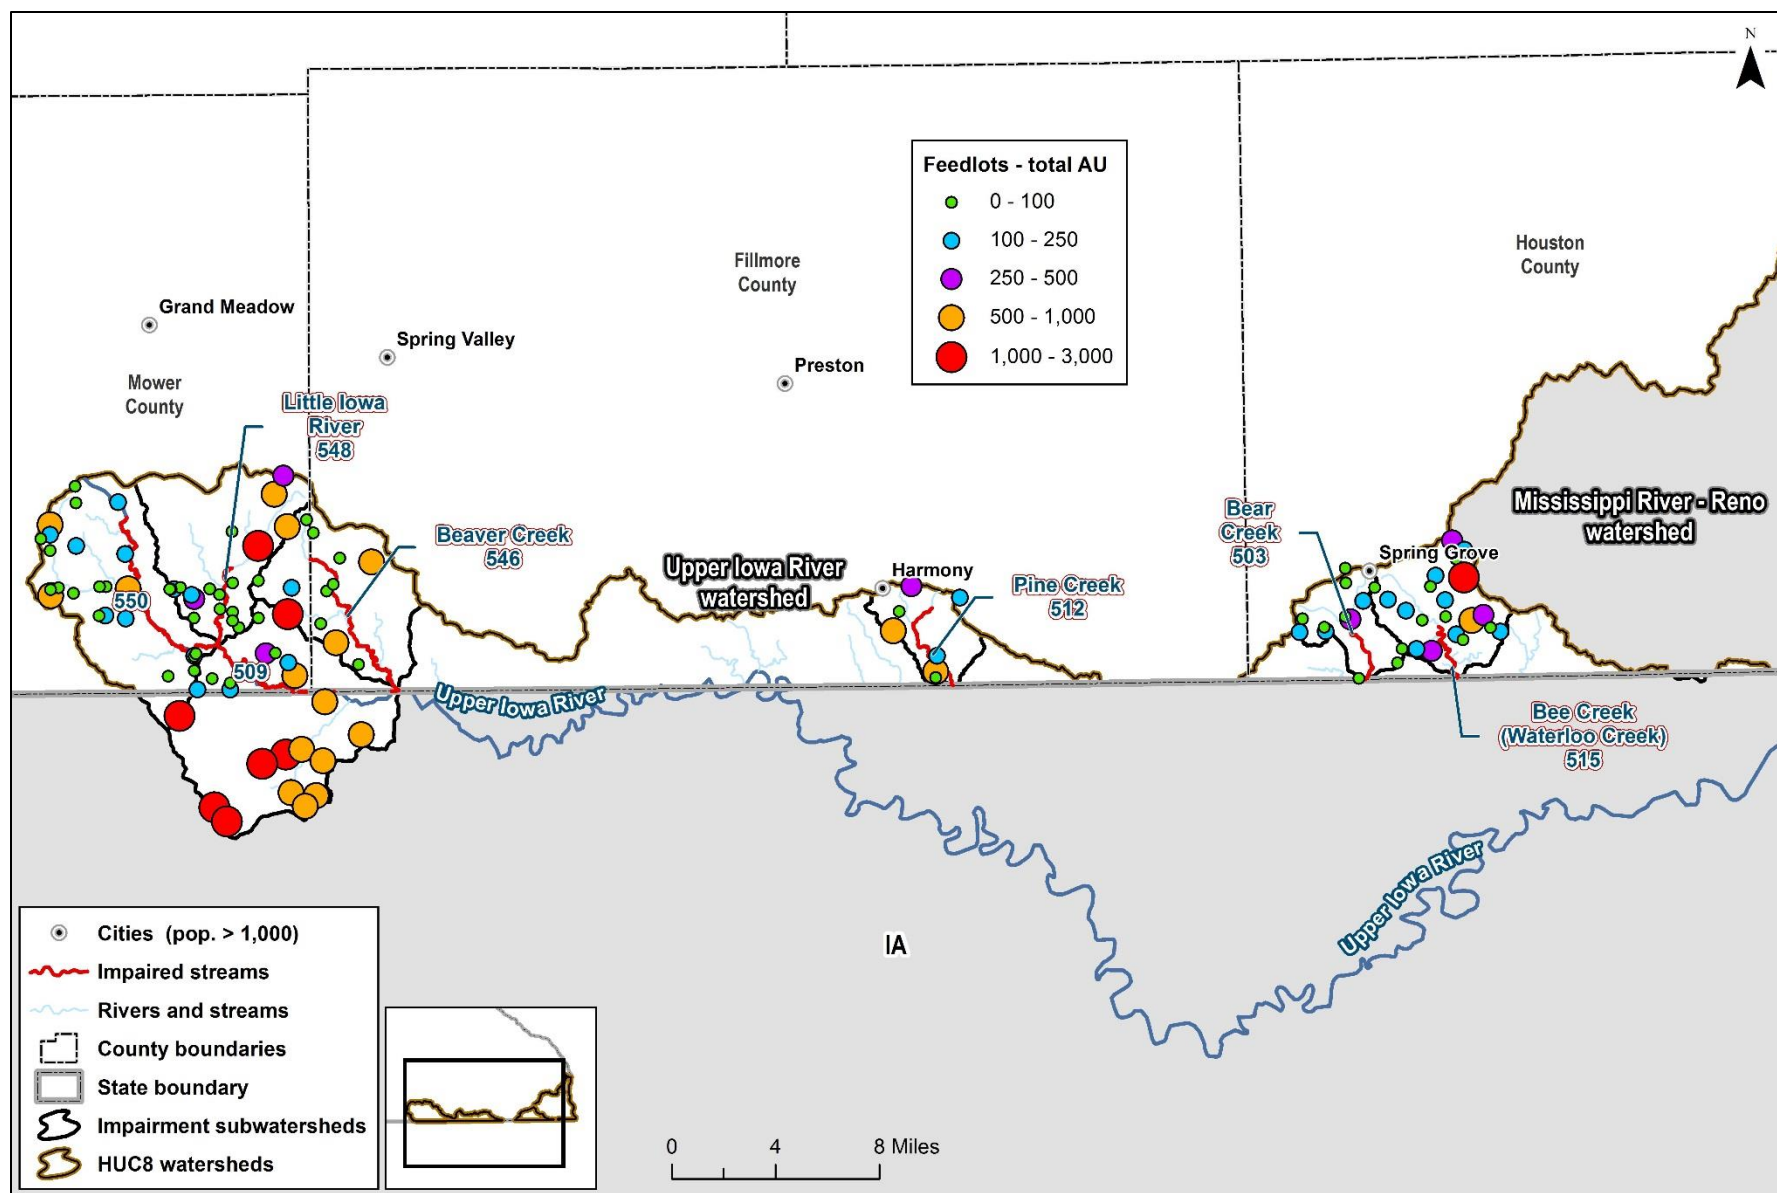 N
Feedlots - total AU
0 - 100
100 - 250
250 - 500
500 - 1,000
1,000 - 3,000
Fillmore
County
Houston
County
Grand Meadow
Spring Valley
Preston
Mower
County
Little Iowa
River
548
Beaver Creek
546
Upper Iowa River
watershed
Harmony
Pine Creek
512
Bear
Creek
503
Spring Grove
Mississippi River - Reno
watershed
550
509
Upper Iowa River
Bee Creek
(Waterloo Creek)
515
Upper Iowa River
IA
Cities (pop. > 1,000)
Impaired streams
Rivers and streams
County boundaries
State boundary
Impairment subwatersheds
HUC8 watersheds
0 4 8 Miles